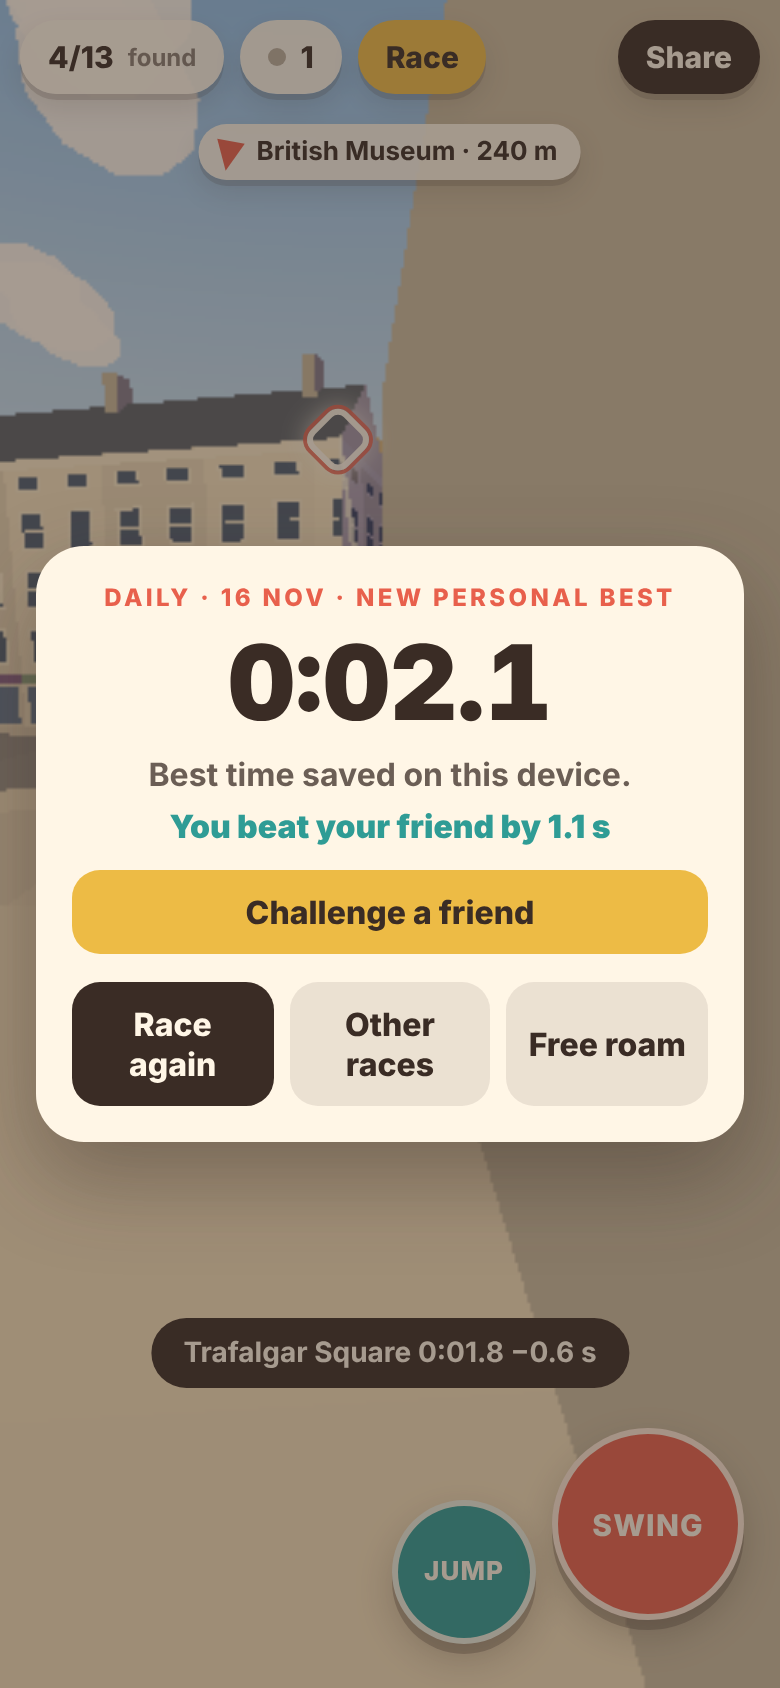 4/13 found
1
Race
Share
British Museum · 240 m
DAILY · 16 NOV · NEW PERSONAL BEST
0:02.1
Best time saved on this device.
You beat your friend by 1.1 s
Challenge a friend
Race
again
Other
races
Free roam
Trafalgar Square 0:01.8 −0.6 s
SWING
JUMP